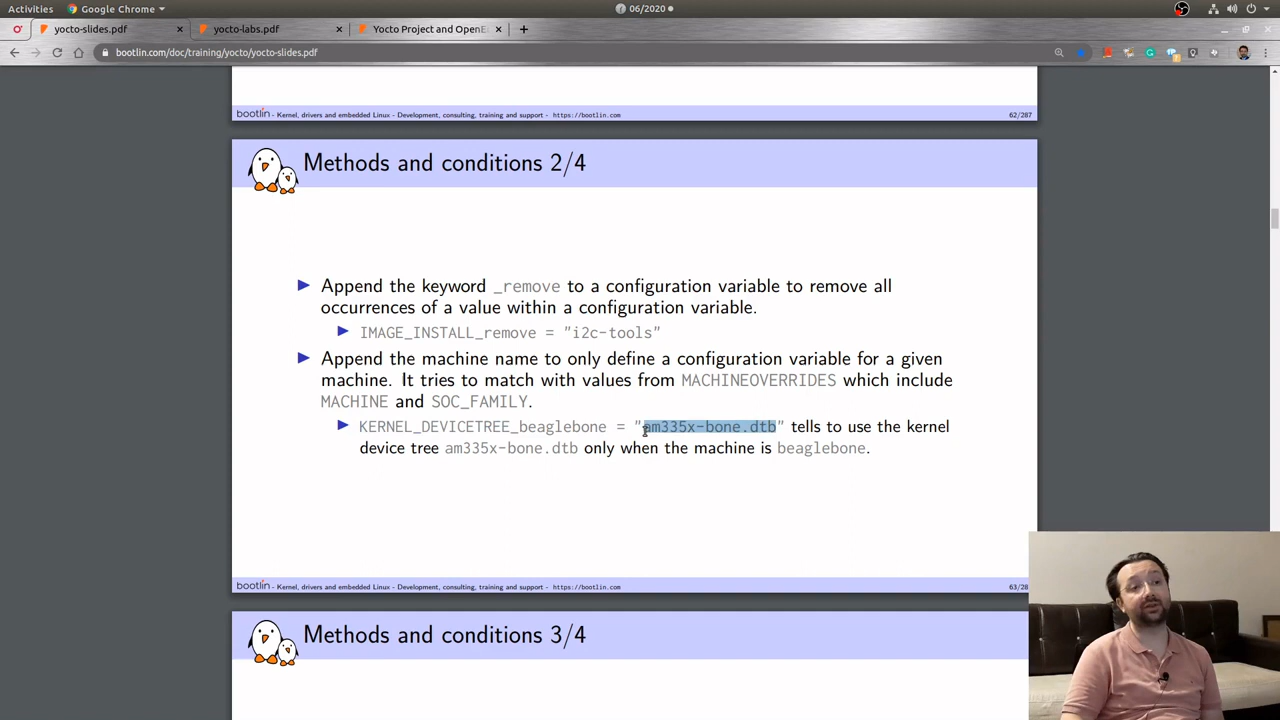 Activities Google Chrome 06/2020
yocto-slides.pdf yocto-labs.pdf Yocto Project and OpenE
bootlin.com/doc/training/yocto/yocto-slides.pdf
bootlin - Kernel, drivers and embedded Linux - Development, consulting, training and support - https://bootlin.com 62/287
Methods and conditions 2/4
Append the keyword _remove to a configuration variable to remove all
occurrences of a value within a configuration variable.
IMAGE_INSTALL_remove = "i2c-tools"
Append the machine name to only define a configuration variable for a given
machine. It tries to match with values from MACHINEOVERRIDES which include
MACHINE and SOC_FAMILY.
KERNEL_DEVICETREE_beaglebone = "am335x-bone.dtb" tells to use the kernel
device tree am335x-bone.dtb only when the machine is beaglebone.
bootlin - Kernel, drivers and embedded Linux - Development, consulting, training and support - https://bootlin.com 63/28
Methods and conditions 3/4